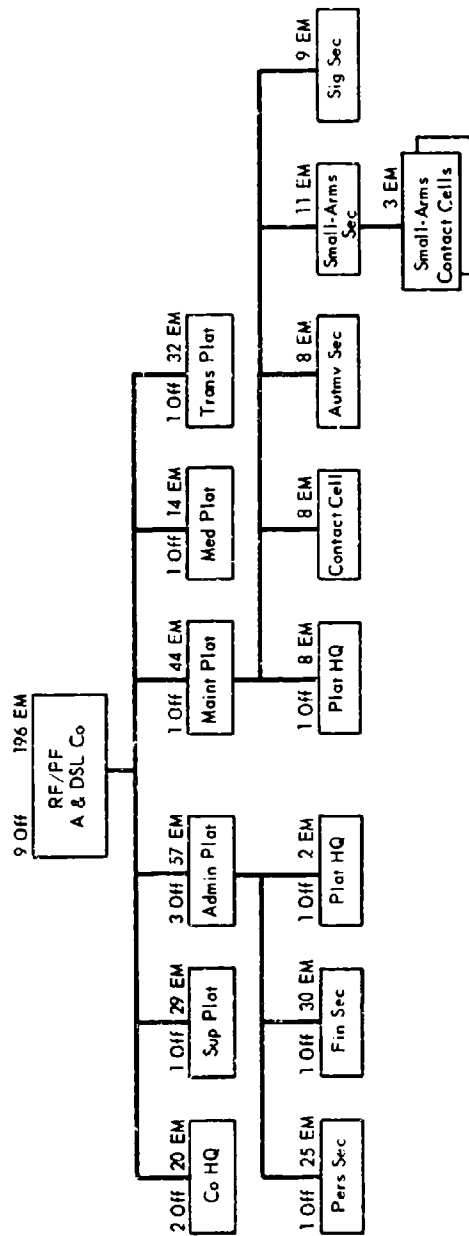 9 Off 196 EM
RF/PF
A & DSL Co
2 Off 20 EM
Co HQ
1 Off 29 EM
Sup Plat
3 Off 57 EM
Admin Plat
1 Off 44 EM
Maint Plat
1 Off 14 EM
Med Plat
1 Off 32 EM
Trans Plat
1 Off 25 EM
Pers Sec
1 Off 30 EM
Fin Sec
1 Off 2 EM
Plat HQ
1 Off 8 EM
Plat HQ
8 EM
Contact Cell
8 EM
Autmv Sec
11 EM
Small-Arms
Sec
9 EM
Sig Sec
3 EM
Small-Arms
Contact Cells